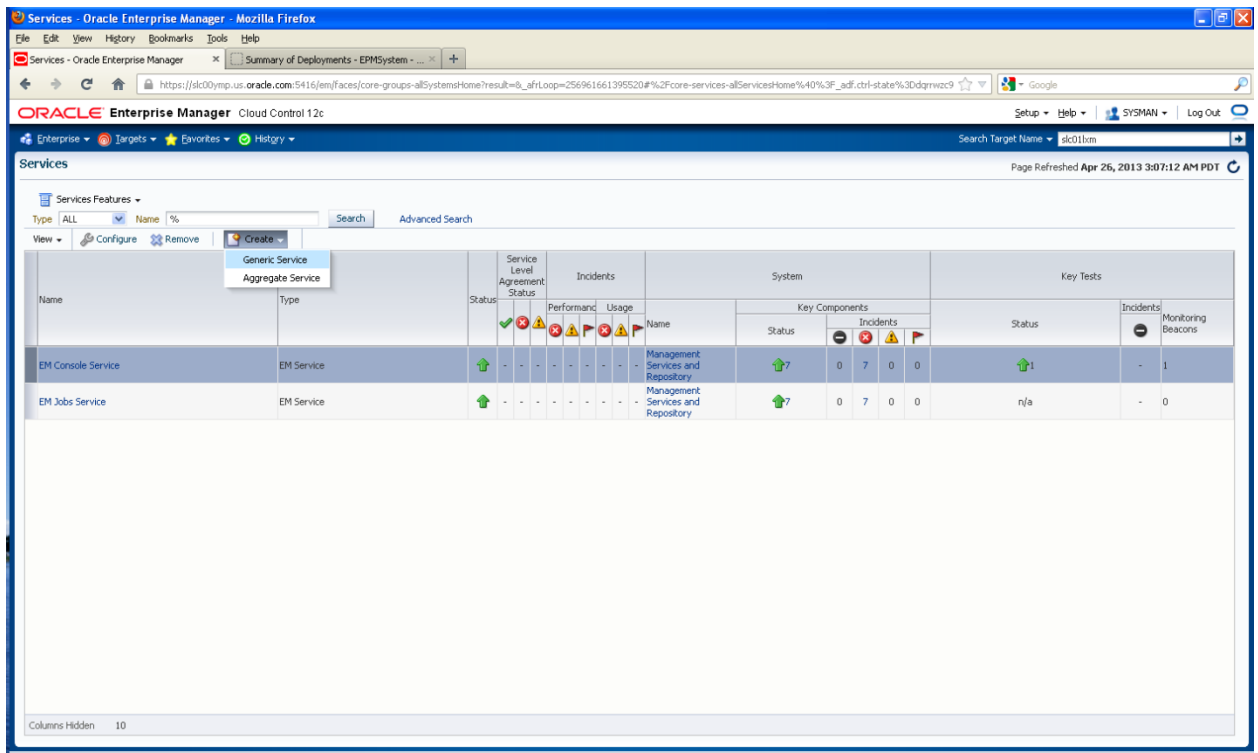 Services - Oracle Enterprise Manager - Mozilla Firefox
File Edit View History Bookmarks Tools Help
Services - Oracle Enterprise Manager × Summary of Deployments - EPMSystem - ... × +
https://slc00ymp.us.oracle.com:5416/em/faces/core-groups-allSystemsHome?result=&_afrLoop=256961661395520#%2Fcore-services-allServicesHome%40%3F_adf.ctrl-state%3Ddqrrwzc9 Google
ORACLE Enterprise Manager Cloud Control 12c Setup Help SYSMAN Log Out
Enterprise Targets Favorites History Search Target Name slc01lxm
Services Page Refreshed Apr 26, 2013 3:07:12 AM PDT
Services Features
Type ALL Name % Search Advanced Search
View Configure Remove Create
Generic Service
Aggregate Service
Name Type Status Service Level Agreement Status Incidents System Key Tests
Performanc Usage Name Key Components Status Incidents Monitoring Beacons
Status Incidents
EM Console Service EM Service - - - - - - - - - Management Services and Repository 7 0 7 0 0 1 - 1
EM Jobs Service EM Service - - - - - - - - - Management Services and Repository 7 0 7 0 0 n/a - 0
Columns Hidden 10